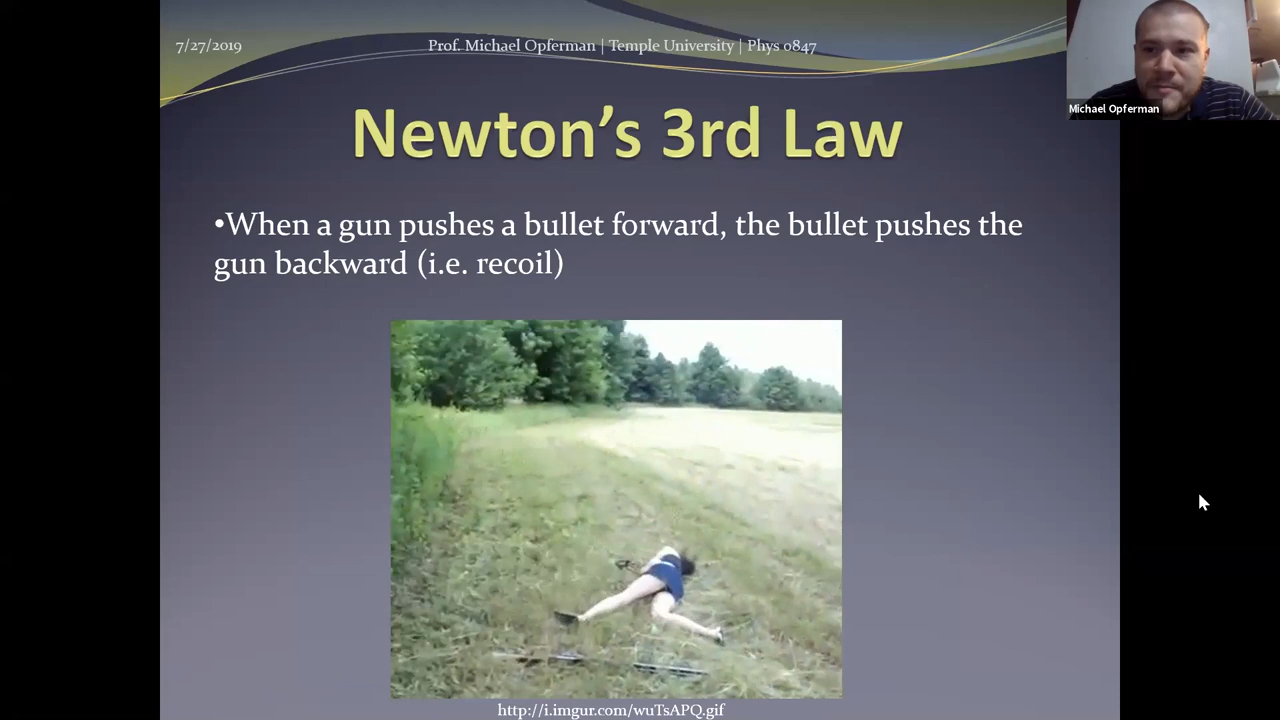 7/27/2019
Prof. Michael Opferman | Temple University | Phys 0847
Michael Opferman
Newton's 3rd Law
•When a gun pushes a bullet forward, the bullet pushes the
gun backward (i.e. recoil)
http://i.imgur.com/wuTsAPQ.gif